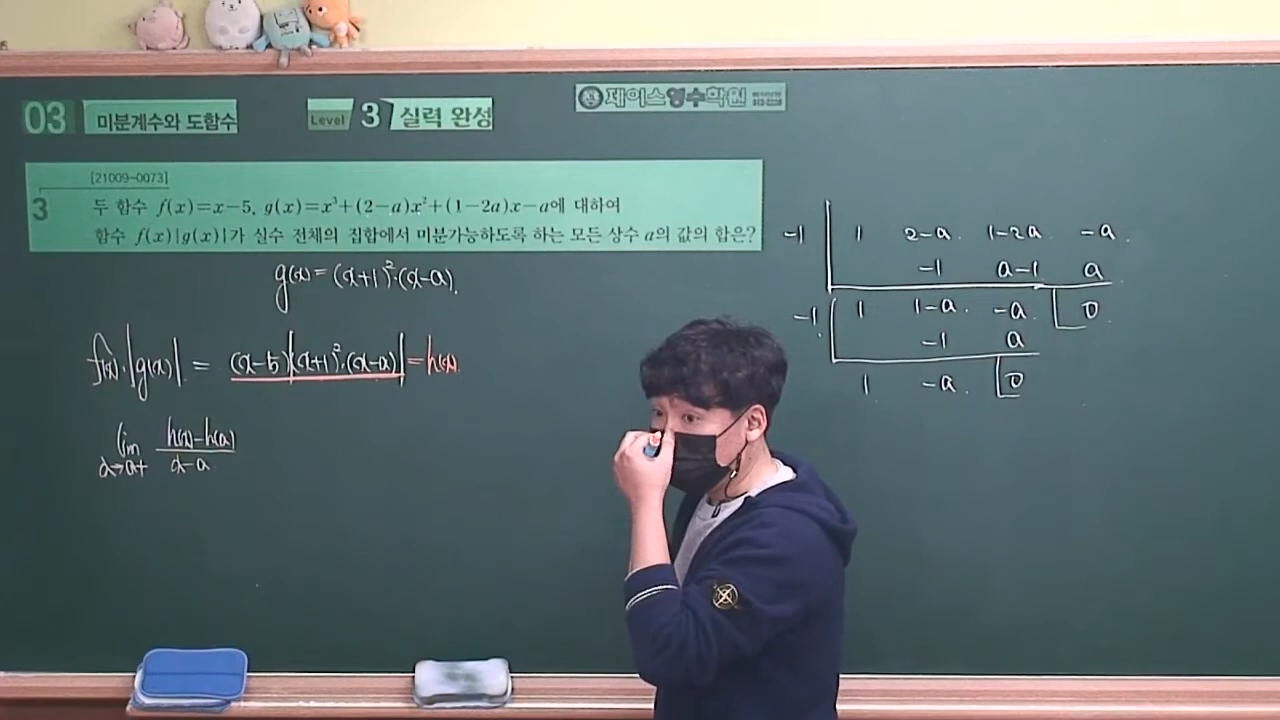 03 미분계수와 도함수 Level 3 실력 완성
제이스영수학원
[21009-0073]
3 두 함수 f(x)=x-5, g(x)=x³+(2-a)x²+(1-2a)x-a에 대하여
함수 f(x)|g(x)|가 실수 전체의 집합에서 미분가능하도록 하는 모든 상수 a의 값의 합은?
g(x) = (x+1)²·(x-a).
f(x)·|g(x)| = (x-5)|(x+1)²·(x-a)| = h(x).
lim x→a+ h(x)-h(a) / x-a
-1 1 2-a. 1-2a. -a.
-1 a-1 a
-1 1 1-a. -a. 0
-1 a
1 -a. 0